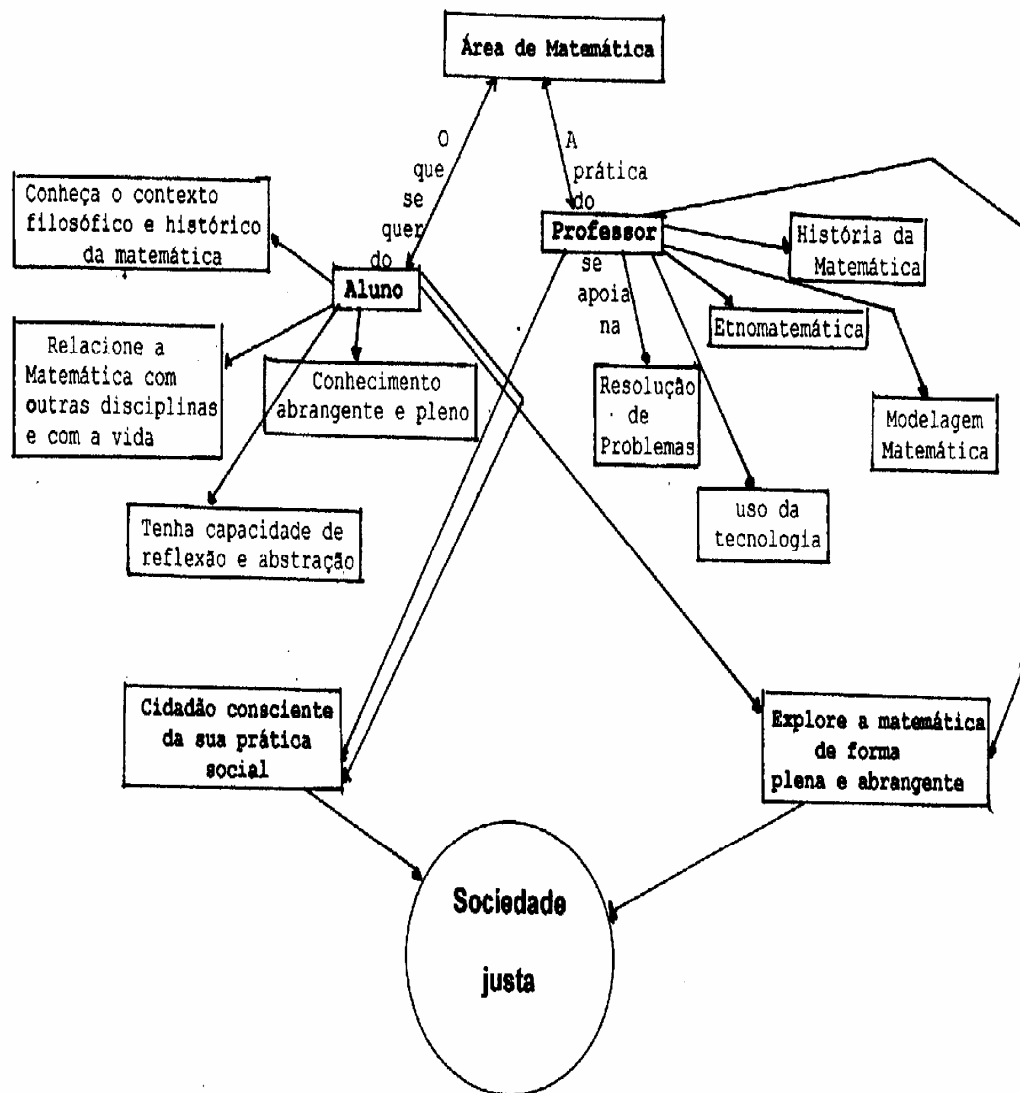 Área de Matemática
O
que
se
quer
do
A
prática
do
Conheça o contexto
filosófico e histórico
da matemática
Professor
História da
Matemática
se
apoia
na
Aluno
Etnomatemática
Relacione a
Matemática com
outras disciplinas
e com a vida
Conhecimento
abrangente e pleno
Resolução
de
Problemas
Modelagem
Matemática
Tenha capacidade de
reflexão e abstração
uso da
tecnologia
Cidadão consciente
da sua prática
social
Explore a matemática
de forma
plena e abrangente
Sociedade
justa